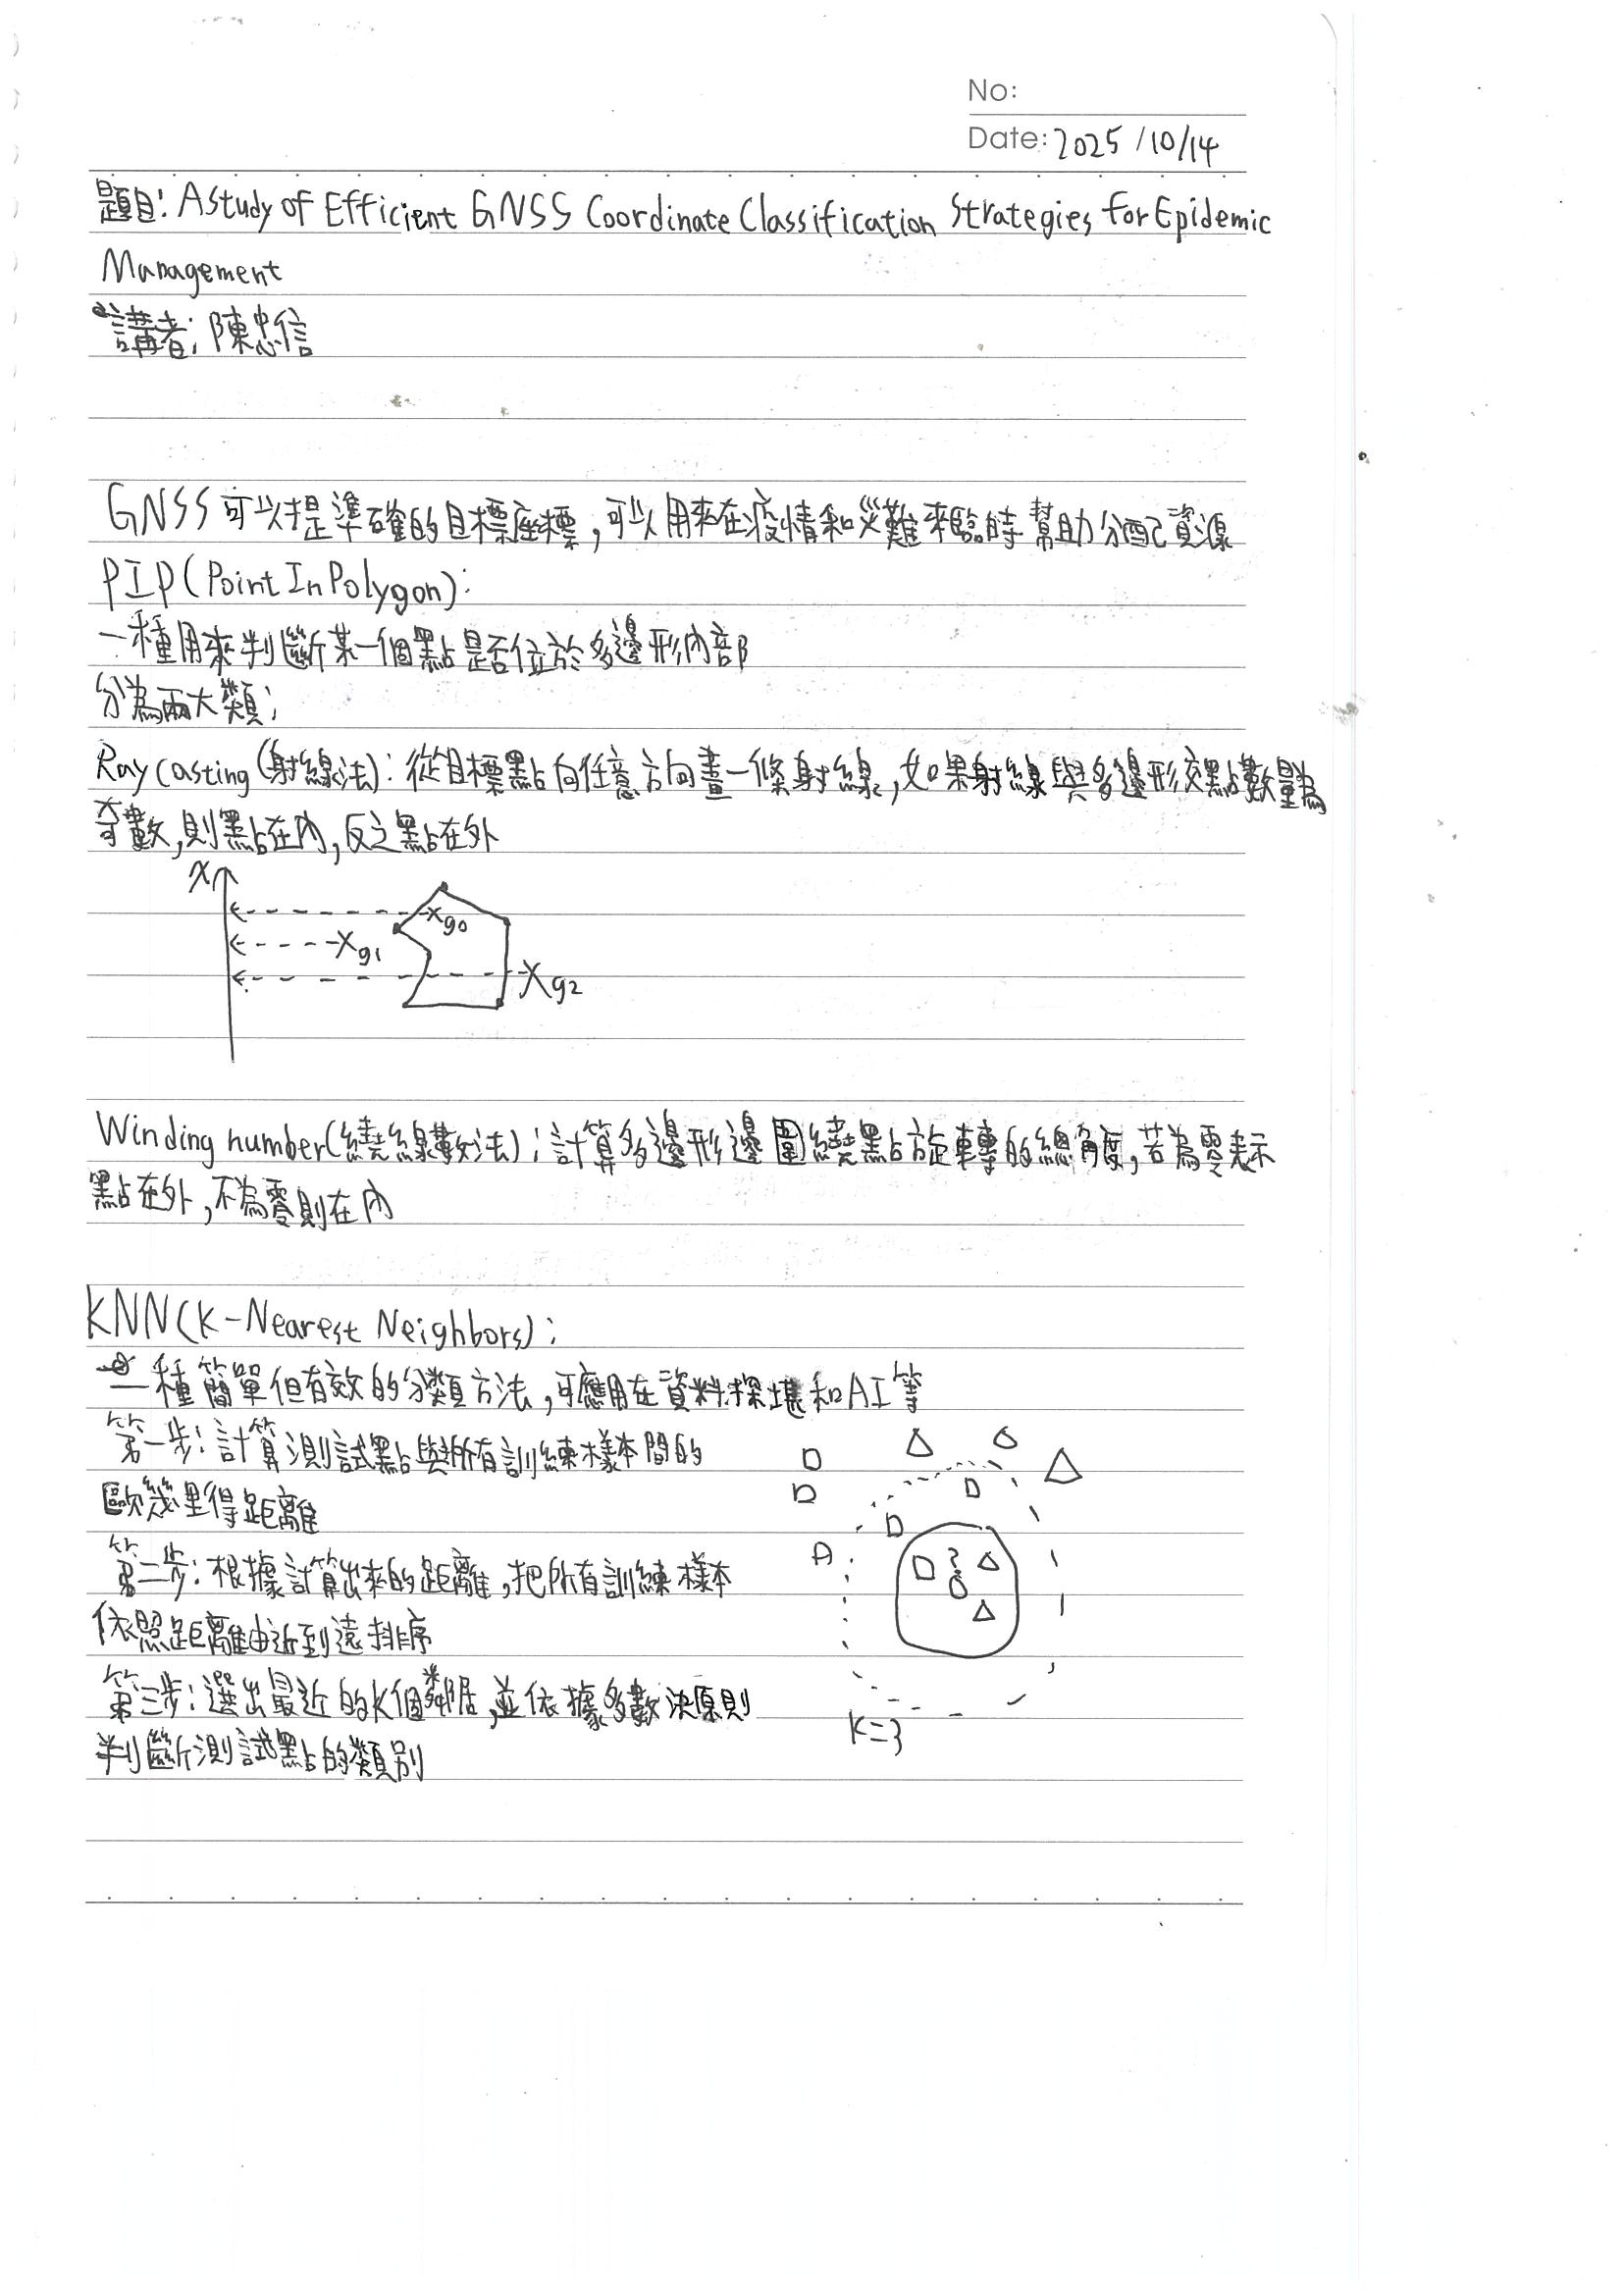 No:
Date: 2025/10/14
題目: A Study of Efficient GNSS Coordinate Classification Strategies for Epidemic
Management
講者: 陳忠信
GNSS可以提準確的目標座標,可以用來在疫情和災難來臨時幫助分配資源
PIP(Point In Polygon):
一種用來判斷某一個點是否位於多邊形內部
分為兩大類:
Ray casting(射線法): 從目標點向任意方向畫一條射線,如果射線與多邊形交點數量為
奇數,則點在內,反之點在外
x
g0
g1
g2
Winding number(繞線數法): 計算多邊形邊圍繞點旋轉的總角度,若為零表示
點在外,不為零則在內
KNN(K-Nearest Neighbors):
一種簡單但有效的分類方法,可應用在資料探堪和AI等
第一步: 計算測試點與所有訓練樣本間的
歐幾里得距離
第二步: 根據計算出來的距離,把所有訓練樣本
依照距離由近到遠排序
第三步: 選出最近的K個鄰居,並依據多數決原則
判斷測試點的類別
?
K=3